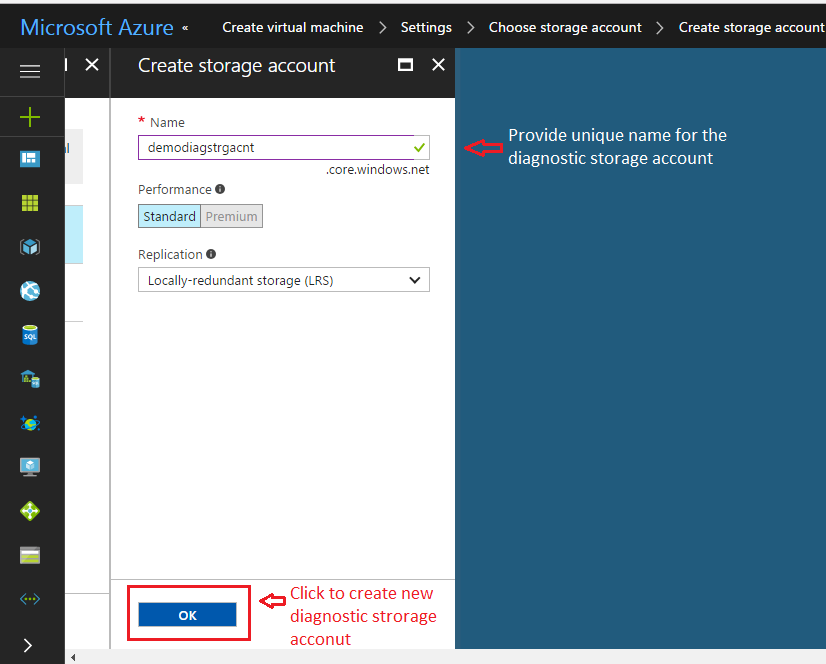 Microsoft Azure « Create virtual machine > Settings > Choose storage account > Create storage account
Create storage account
* Name
demodiagstrgacnt
.core.windows.net
Provide unique name for the
diagnostic storage account
Performance
Standard Premium
Replication
Locally-redundant storage (LRS)
SQL
OK
Click to create new
diagnostic strorage
acconut